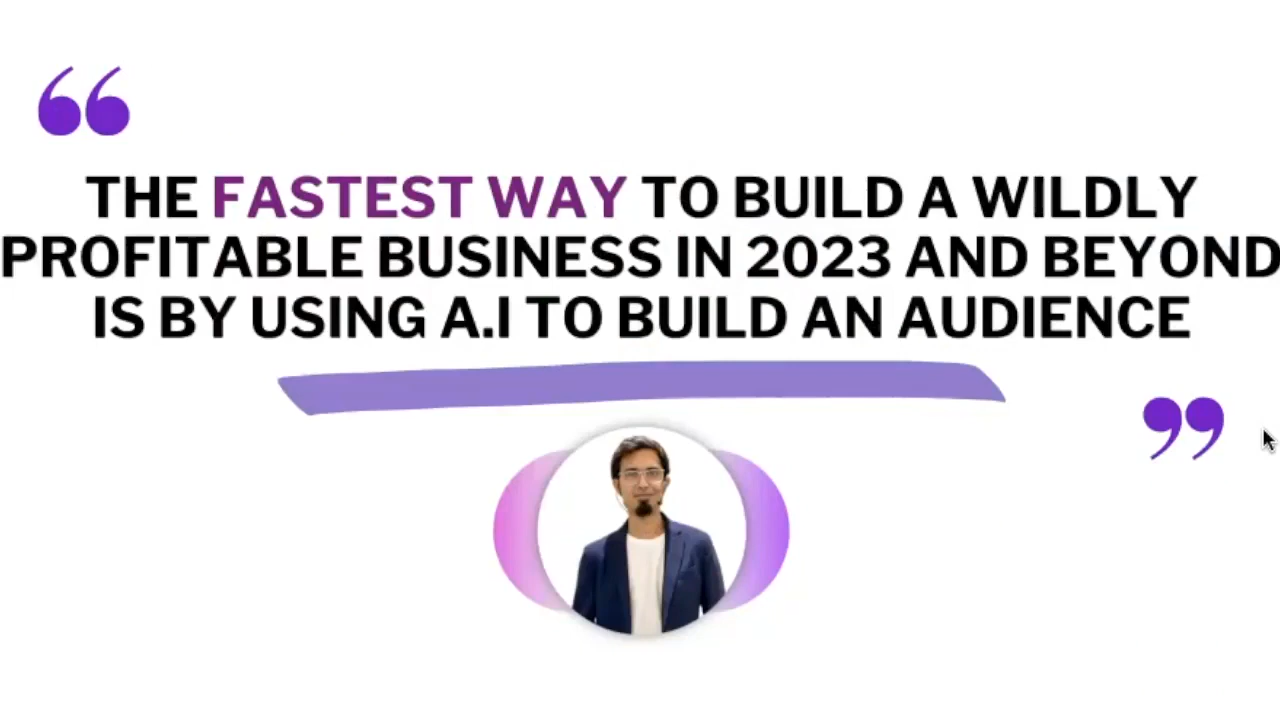 “
THE FASTEST WAY TO BUILD A WILDLY
PROFITABLE BUSINESS IN 2023 AND BEYOND
IS BY USING A.I TO BUILD AN AUDIENCE
”